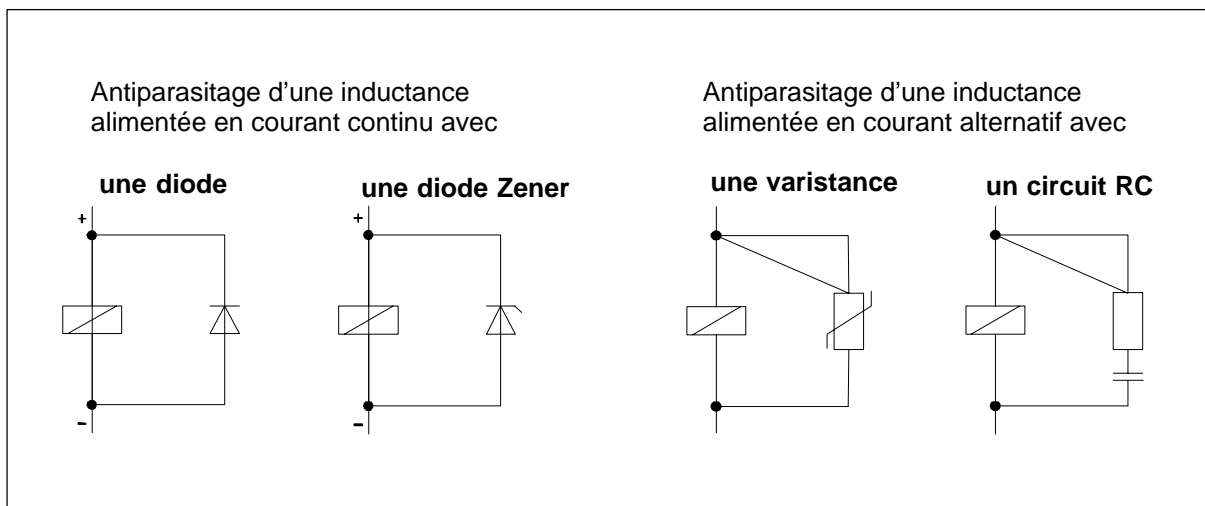 Antiparasitage d’une inductance
alimentée en courant continu avec
Antiparasitage d’une inductance
alimentée en courant alternatif avec
une diode
une diode Zener
une varistance
un circuit RC
+
+
−
−